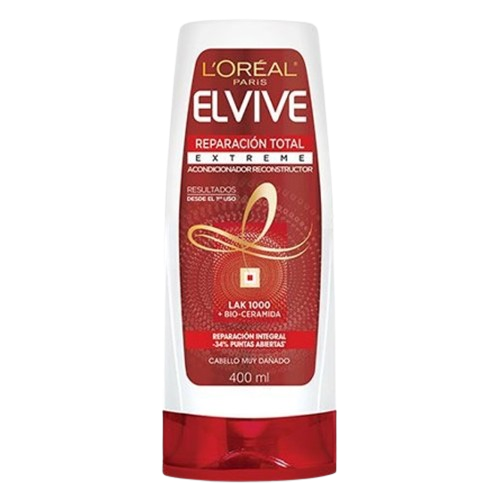 L'ORÉAL
PARIS
ELVIVE
REPARACIÓN TOTAL
EXTREME
ACONDICIONADOR RECONSTRUCTOR
RESULTADOS
DESDE EL 1er USO
LAK 1000
+ BIO-CERAMIDA
REPARACIÓN INTEGRAL
-34% PUNTAS ABIERTAS*
CABELLO MUY DAÑADO
400 ml